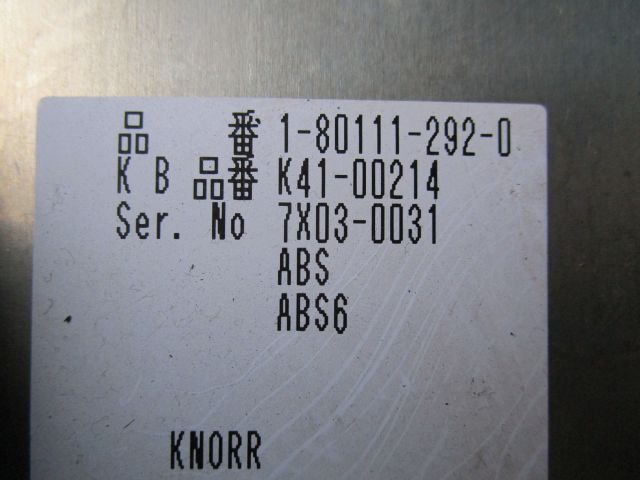 品 番 1-80111-292-0
K B 品番 K41-00214
Ser. No 7X03-0031
ABS
ABS6
KNORR